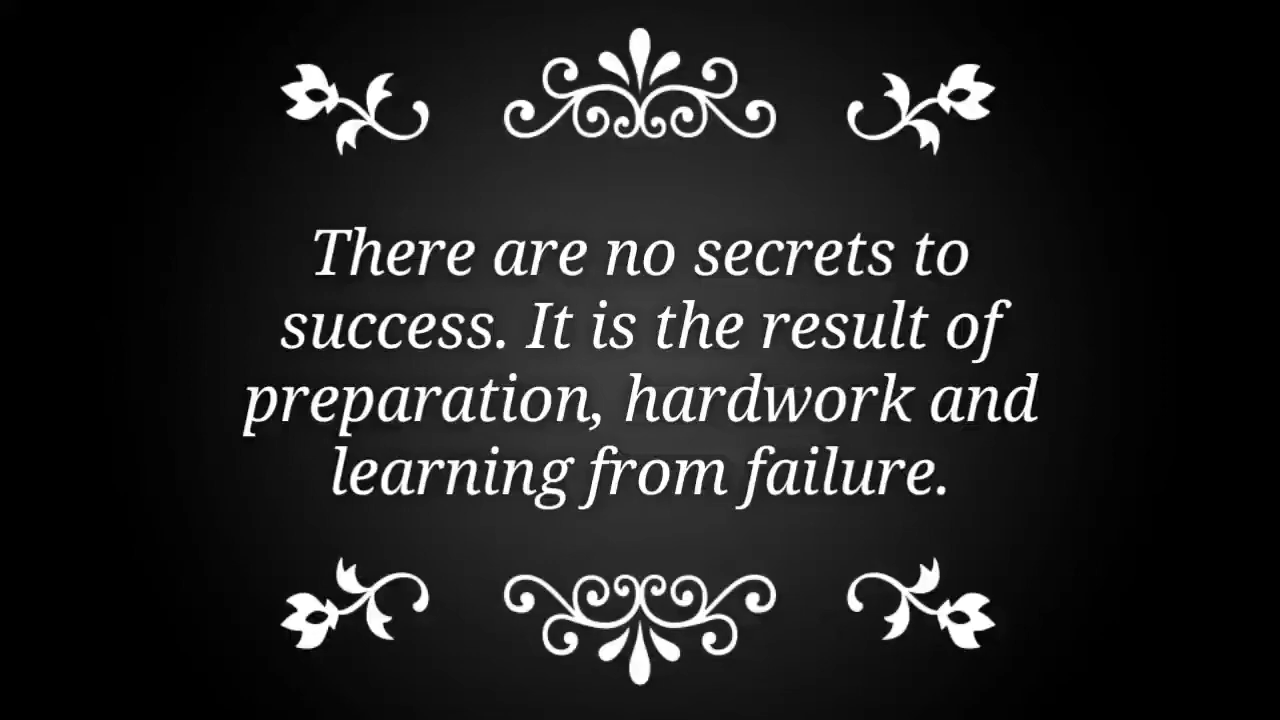 There are no secrets to
success. It is the result of
preparation, hardwork and
learning from failure.